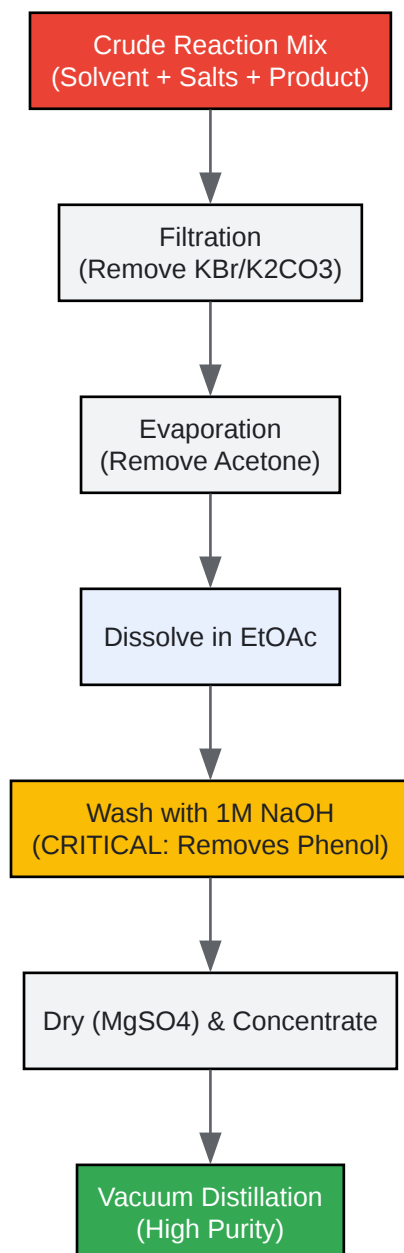 Crude Reaction Mix
(Solvent + Salts + Product)
Filtration
(Remove KBr/K2CO3)
Evaporation
(Remove Acetone)
Dissolve in EtOAc
Wash with 1M NaOH
(CRITICAL: Removes Phenol)
Dry (MgSO4) & Concentrate
Vacuum Distillation
(High Purity)